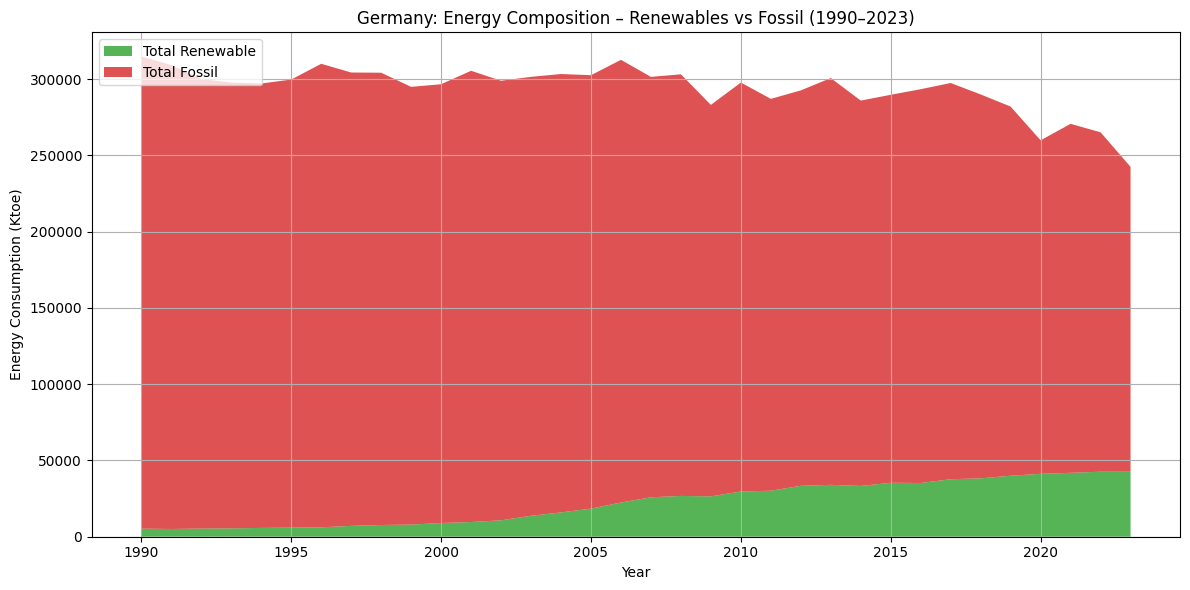 Germany: Energy Composition – Renewables vs Fossil (1990–2023)
Total Renewable
Total Fossil
Energy Consumption (Ktoe)
300000
250000
200000
150000
100000
50000
0
1990 1995 2000 2005 2010 2015 2020
Year